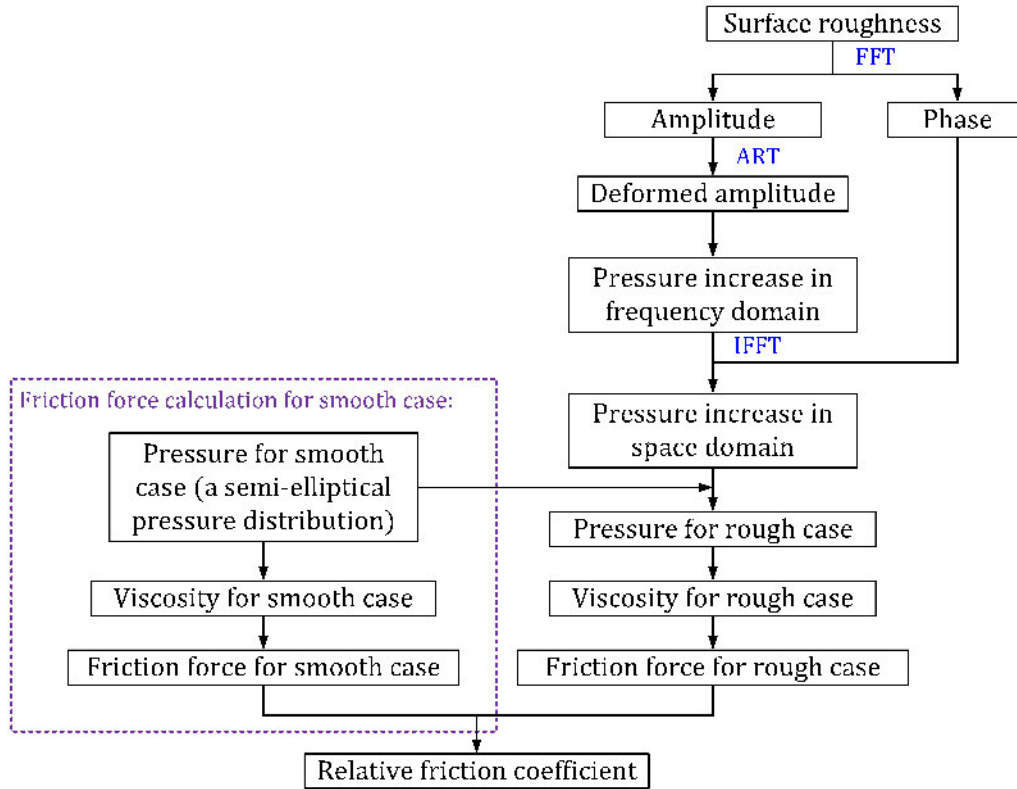 Surface roughness
FFT
Amplitude
Phase
ART
Deformed amplitude
Pressure increase in
frequency domain
IFFT
Pressure increase in
space domain
Friction force calculation for smooth case:
Pressure for smooth
case (a semi-elliptical
pressure distribution)
Pressure for rough case
Viscosity for smooth case
Viscosity for rough case
Friction force for smooth case
Friction force for rough case
Relative friction coefficient